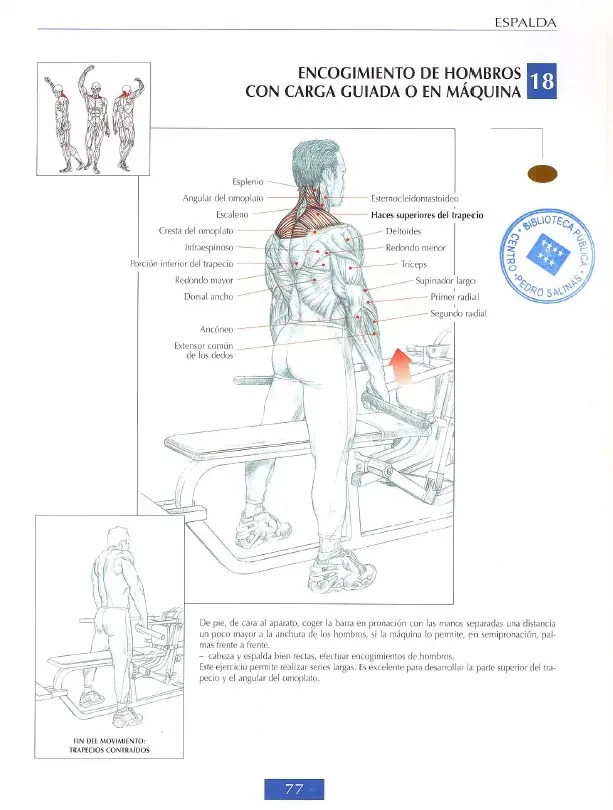 ESPALDA
ENCOGIMIENTO DE HOMBROS
CON CARGA GUIADA O EN MÁQUINA
18
Esplenio
Angular del omoplato
Escaleno
Cresta del omoplato
Infraespinoso
Porción inferior del trapecio
Redondo mayor
Dorsal ancho
Ancóneo
Extensor común
de los dedos
Esternocleidomastoideo
Haces superiores del trapecio
Deltoides
Redondo menor
Tríceps
Supinador largo
Primer radial
Segundo radial
BIBLIOTECA PÚBLICA
CENTRO PEDRO SALINAS
De pie, de cara al aparato, coger la barra en pronación con las manos separadas una distancia
un poco mayor a la anchura de los hombros, si la máquina lo permite, en semipronación, pal-
mas frente a frente.
– cabeza y espalda bien rectas, efectuar encogimientos de hombros.
Este ejercicio permite realizar series largas. Es excelente para desarrollar la parte superior del tra-
pecio y el angular del omoplato.
FIN DEL MOVIMIENTO:
TRAPECIOS CONTRAÍDOS
77